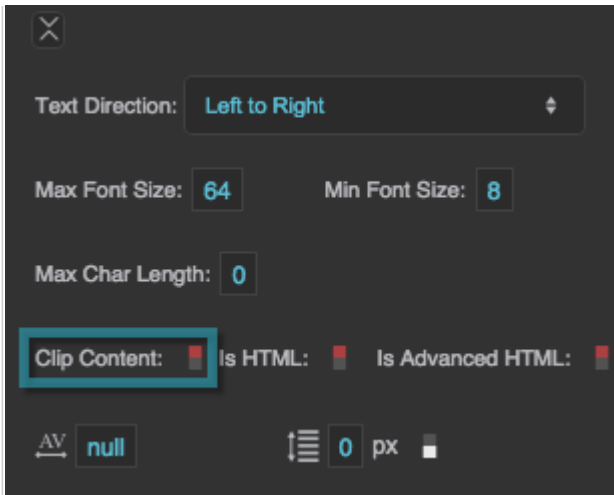 Text Direction: Left to Right
Max Font Size: 64 Min Font Size: 8
Max Char Length: 0
Clip Content: Is HTML: Is Advanced HTML:
AV null 0 px